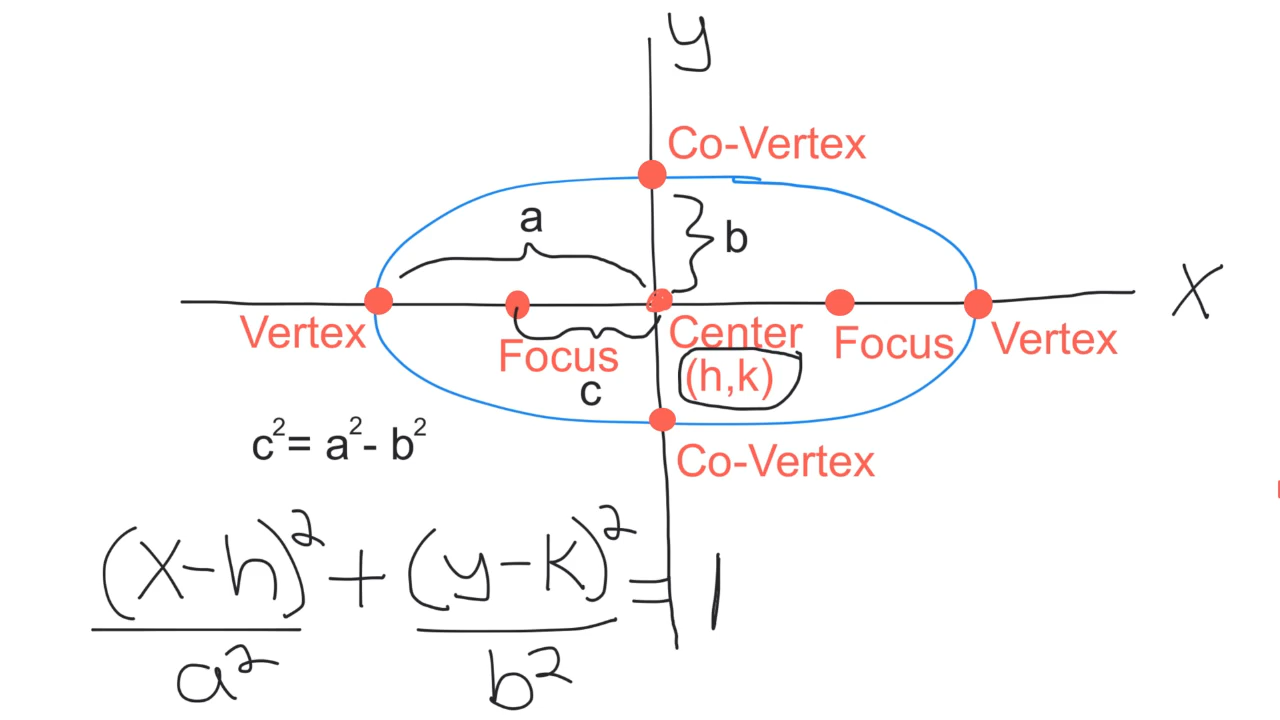 y
Co-Vertex
a
b
x
Vertex
Focus
Center
Focus
Vertex
c
(h,k)
c²= a²- b²
Co-Vertex
(x-h)²/a² + (y-k)²/b² = 1